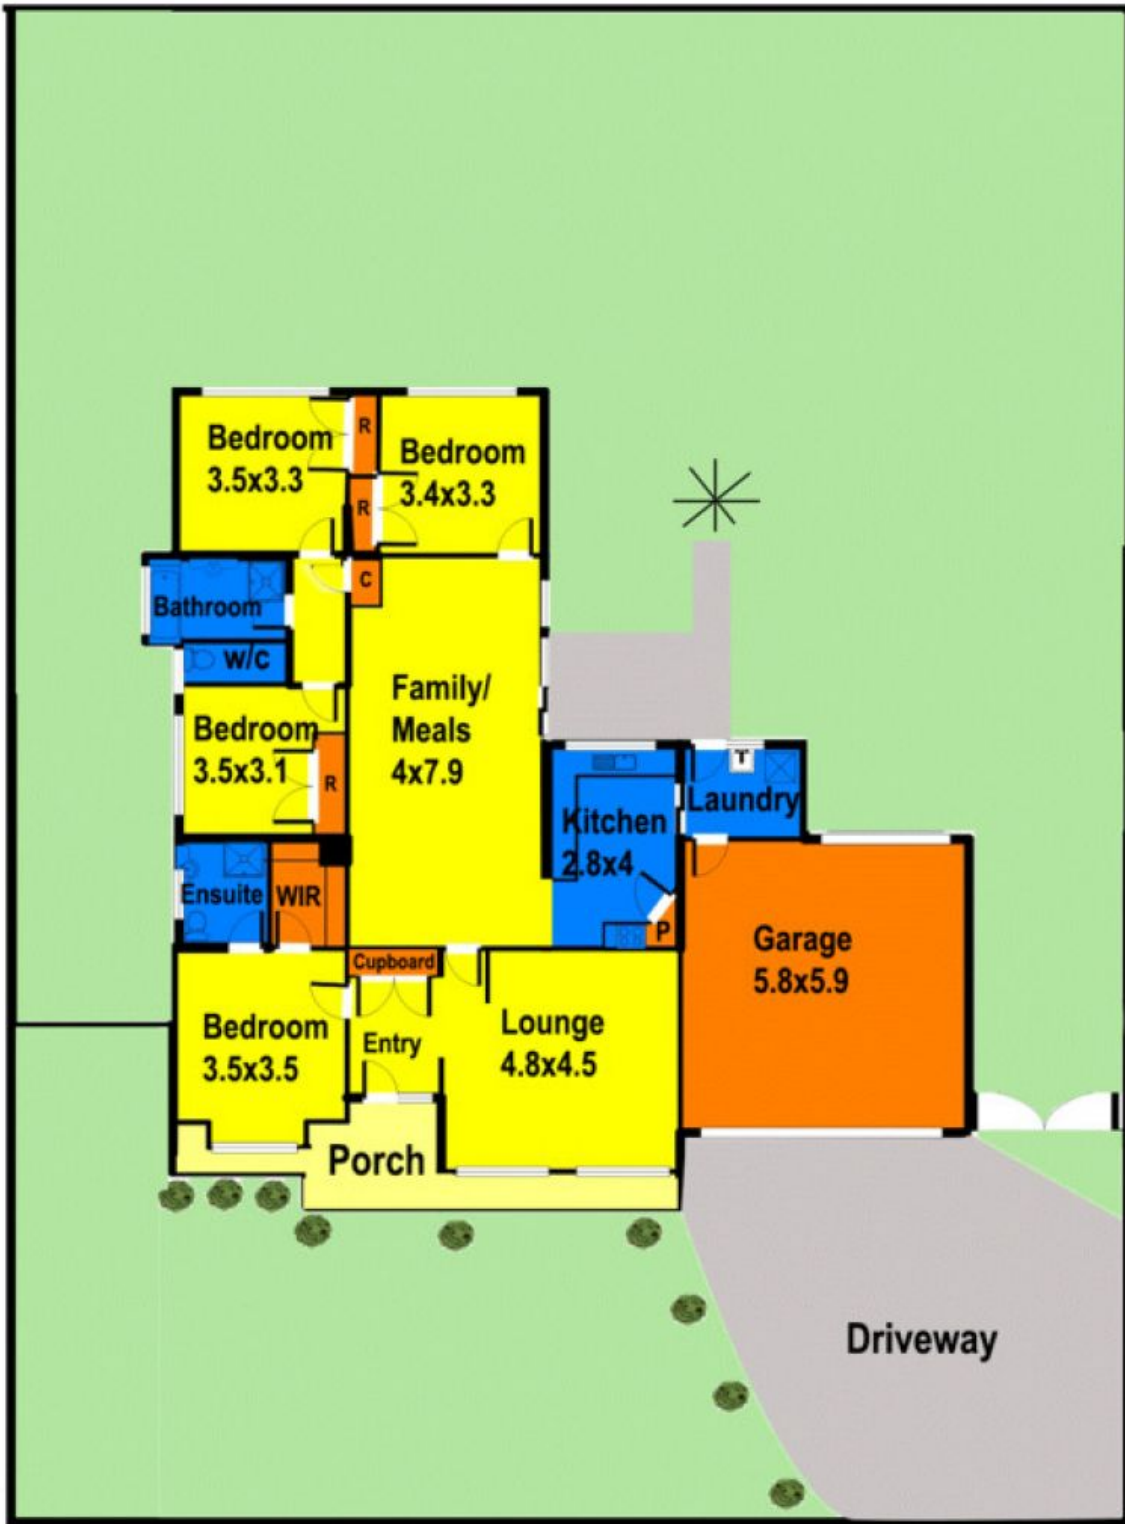 Bedroom
3.5x3.3
R
Bedroom
3.4x3.3
R
C
Bathroom
W/C
Family/
Meals
4x7.9
Bedroom
3.5x3.1
R
T
Laundry
Kitchen
2.8x4
Ensuite
WIR
P
Garage
5.8x5.9
Cupboard
Bedroom
3.5x3.5
Entry
Lounge
4.8x4.5
Porch
Driveway